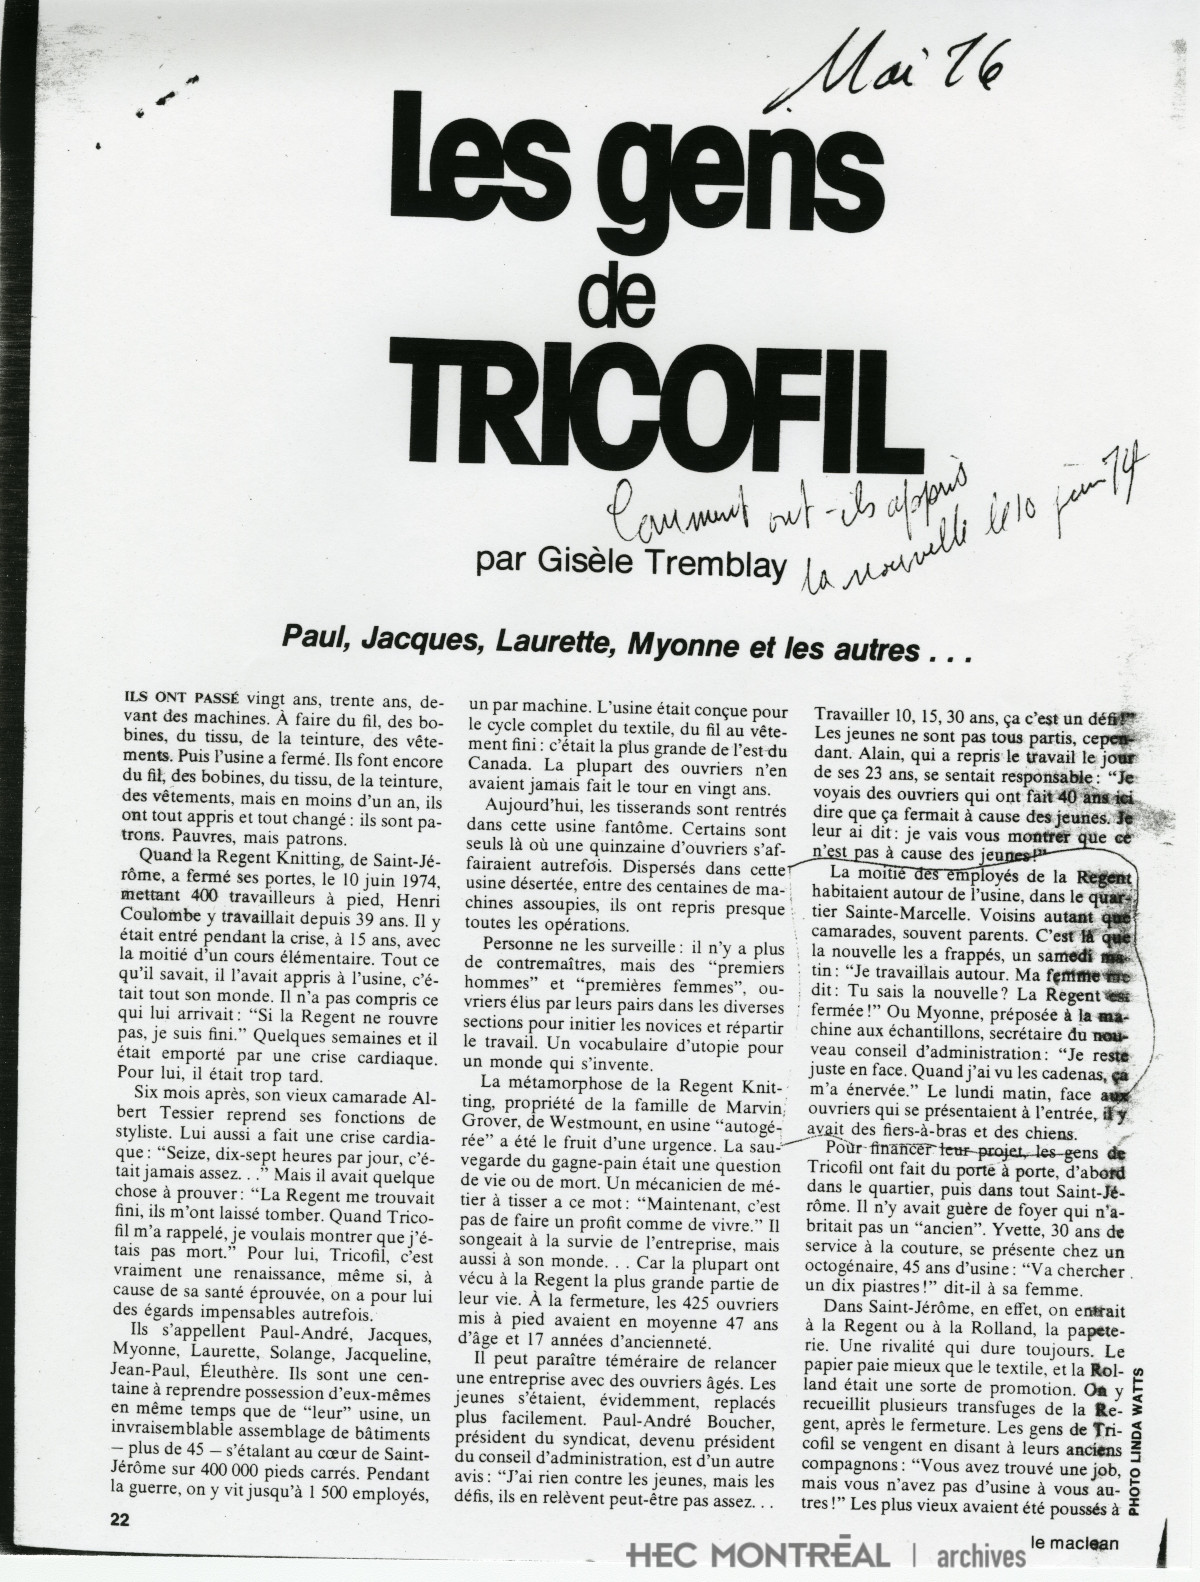 Mai 76
Les gens
de
TRICOFIL
Comment ont-ils appris
la nouvelle le 10 juin 74
par Gisèle Tremblay
Paul, Jacques, Laurette, Myonne et les autres . . .
ILS ONT PASSÉ vingt ans, trente ans, de-
vant des machines. À faire du fil, des bo-
bines, du tissu, de la teinture, des vête-
ments. Puis l'usine a fermé. Ils font encore
du fil, des bobines, du tissu, de la teinture,
des vêtements, mais en moins d'un an, ils
ont tout appris et tout changé : ils sont pa-
trons. Pauvres, mais patrons.
Quand la Regent Knitting, de Saint-Jé-
rôme, a fermé ses portes, le 10 juin 1974,
mettant 400 travailleurs à pied, Henri
Coulombe y travaillait depuis 39 ans. Il y
était entré pendant la crise, à 15 ans, avec
la moitié d'un cours élémentaire. Tout ce
qu'il savait, il l'avait appris à l'usine, c'é-
tait tout son monde. Il n'a pas compris ce
qui lui arrivait : "Si la Regent ne rouvre
pas, je suis fini." Quelques semaines et il
était emporté par une crise cardiaque.
Pour lui, il était trop tard.
Six mois après, son vieux camarade Al-
bert Tessier reprend ses fonctions de
styliste. Lui aussi a fait une crise cardia-
que : "Seize, dix-sept heures par jour, c'é-
tait jamais assez. . ." Mais il avait quelque
chose à prouver : "La Regent me trouvait
fini, ils m'ont laissé tomber. Quand Trico-
fil m'a rappelé, je voulais montrer que j'é-
tais pas mort." Pour lui, Tricofil, c'est
vraiment une renaissance, même si, à
cause de sa santé éprouvée, on a pour lui
des égards impensables autrefois.
Ils s'appellent Paul-André, Jacques,
Myonne, Laurette, Solange, Jacqueline,
Jean-Paul, Éleuthère. Ils sont une cen-
taine à reprendre possession d'eux-mêmes
en même temps que de "leur" usine, un
invraisemblable assemblage de bâtiments
— plus de 45 — s'étalant au cœur de Saint-
Jérôme sur 400 000 pieds carrés. Pendant
la guerre, on y vit jusqu'à 1 500 employés,
un par machine. L'usine était conçue pour
le cycle complet du textile, du fil au vête-
ment fini : c'était la plus grande de l'est du
Canada. La plupart des ouvriers n'en
avaient jamais fait le tour en vingt ans.
Aujourd'hui, les tisserands sont rentrés
dans cette usine fantôme. Certains sont
seuls là où une quinzaine d'ouvriers s'af-
fairaient autrefois. Dispersés dans cette
usine désertée, entre des centaines de ma-
chines assoupies, ils ont repris presque
toutes les opérations.
Personne ne les surveille : il n'y a plus
de contremaîtres, mais des "premiers
hommes" et "premières femmes", ou-
vriers élus par leurs pairs dans les diverses
sections pour initier les novices et répartir
le travail. Un vocabulaire d'utopie pour
un monde qui s'invente.
La métamorphose de la Regent Knit-
ting, propriété de la famille de Marvin
Grover, de Westmount, en usine "autogé-
rée" a été le fruit d'une urgence. La sau-
vegarde du gagne-pain était une question
de vie ou de mort. Un mécanicien de mé-
tier à tisser a ce mot : "Maintenant, c'est
pas de faire un profit comme de vivre." Il
songeait à la survie de l'entreprise, mais
aussi à son monde. . . Car la plupart ont
vécu à la Regent la plus grande partie de
leur vie. À la fermeture, les 425 ouvriers
mis à pied avaient en moyenne 47 ans
d'âge et 17 années d'ancienneté.
Il peut paraître téméraire de relancer
une entreprise avec des ouvriers âgés. Les
jeunes s'étaient, évidemment, replacés
plus facilement. Paul-André Boucher,
président du syndicat, devenu président
du conseil d'administration, est d'un autre
avis : "J'ai rien contre les jeunes, mais les
défis, ils en relèvent peut-être pas assez. . .
Travailler 10, 15, 30 ans, ça c'est un défi!"
Les jeunes ne sont pas tous partis, cepen-
dant. Alain, qui a repris le travail le jour
de ses 23 ans, se sentait responsable : "Je
voyais des ouvriers qui ont fait 40 ans ici
dire que ça fermait à cause des jeunes. Je
leur ai dit : je vais vous montrer que ce
n'est pas à cause des jeunes!"
La moitié des employés de la Regent
habitaient autour de l'usine, dans le quar-
tier Sainte-Marcelle. Voisins autant que
camarades, souvent parents. C'est là que
la nouvelle les a frappés, un samedi ma-
tin : "Je travaillais autour. Ma femme me
dit : Tu sais la nouvelle? La Regent est
fermée!" Ou Myonne, préposée à la ma-
chine aux échantillons, secrétaire du nou-
veau conseil d'administration : "Je reste
juste en face. Quand j'ai vu les cadenas, ça
m'a énervée." Le lundi matin, face aux
ouvriers qui se présentaient à l'entrée, il y
avait des fiers-à-bras et des chiens.
Pour financer leur projet, les gens de
Tricofil ont fait du porte à porte, d'abord
dans le quartier, puis dans tout Saint-Jé-
rôme. Il n'y avait guère de foyer qui n'a-
britait pas un "ancien". Yvette, 30 ans de
service à la couture, se présente chez un
octogénaire, 45 ans d'usine : "Va chercher
un dix piastres!" dit-il à sa femme.
Dans Saint-Jérôme, en effet, on entrait
à la Regent ou à la Rolland, la papete-
rie. Une rivalité qui dure toujours. Le
papier paie mieux que le textile, et la Rol-
land était une sorte de promotion. On y
recueillit plusieurs transfuges de la Re-
gent, après le fermeture. Les gens de Tri-
cofil se vengent en disant à leurs anciens
compagnons : "Vous avez trouvé une job,
mais vous n'avez pas d'usine à vous au-
tres!" Les plus vieux avaient été poussés à
PHOTO LINDA WATTS
22
le maclean
HEC MONTRÉAL | archives